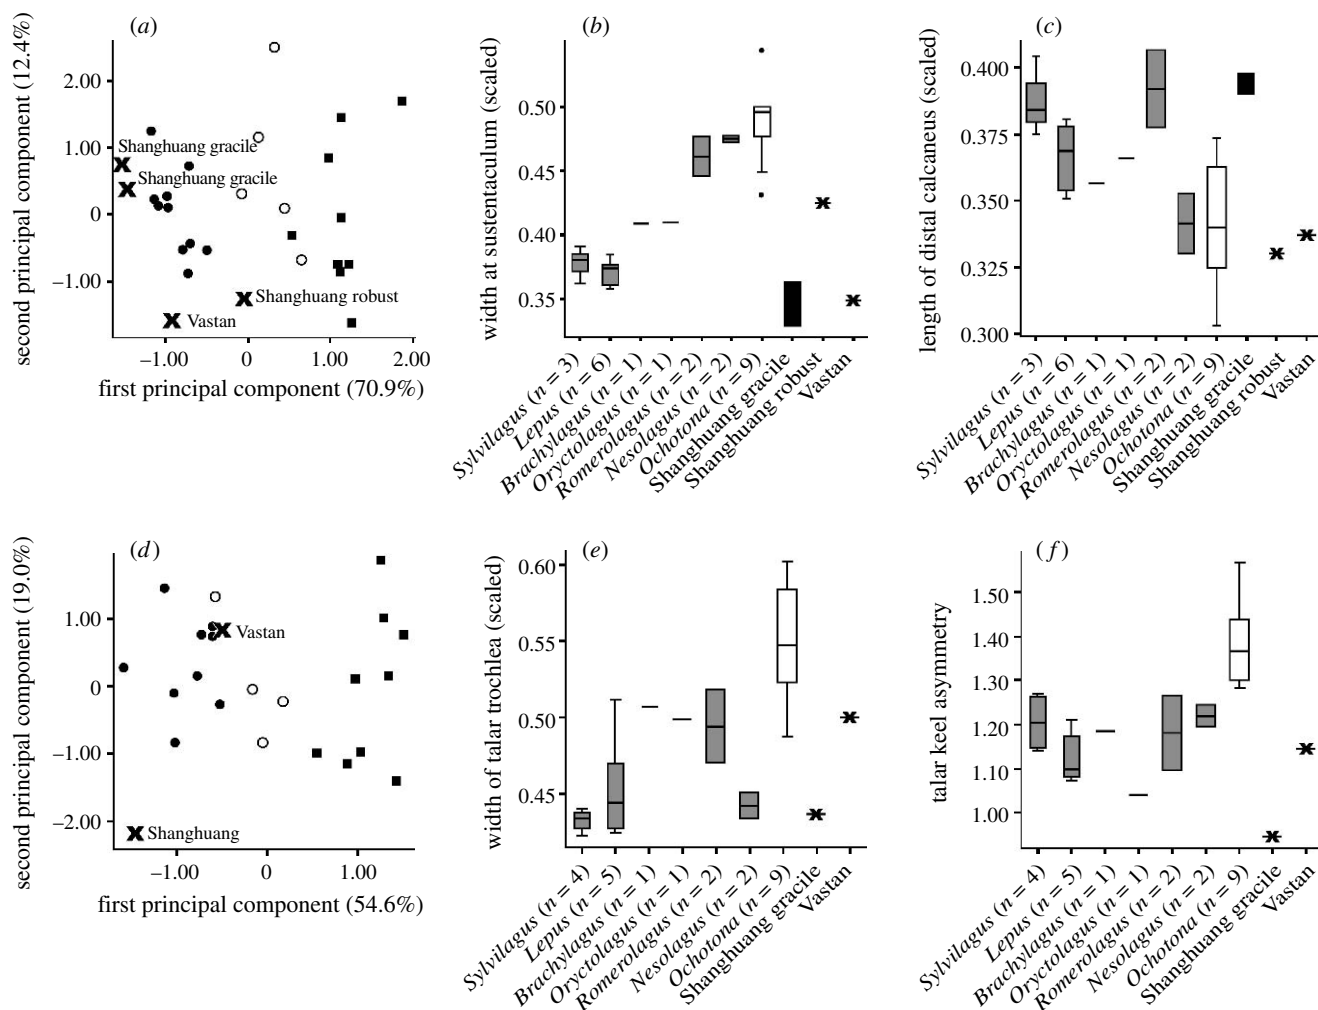 (a)
second principal component (12.4%)
2.00
1.00
0
–1.00
Shanghuang gracile
Shanghuang gracile
Shanghuang robust
Vastan
–1.00
0
1.00
2.00
first principal component (70.9%)
(b)
width at sustentaculum (scaled)
0.50
0.45
0.40
0.35
Sylvilagus (n = 3)
Lepus (n = 6)
Brachylagus (n = 1)
Oryctolagus (n = 1)
Romerolagus (n = 2)
Nesolagus (n = 2)
Ochotona (n = 9)
Shanghuang gracile
Shanghuang robust
Vastan
(c)
length of distal calcaneus (scaled)
0.400
0.375
0.350
0.325
0.300
Sylvilagus (n = 3)
Lepus (n = 6)
Brachylagus (n = 1)
Oryctolagus (n = 1)
Romerolagus (n = 2)
Nesolagus (n = 2)
Ochotona (n = 9)
Shanghuang gracile
Shanghuang robust
Vastan
(d)
second principal component (19.0%)
1.00
0
–1.00
–2.00
Vastan
Shanghuang
–1.00
0
1.00
first principal component (54.6%)
(e)
width of talar trochlea (scaled)
0.60
0.55
0.50
0.45
Sylvilagus (n = 4)
Lepus (n = 5)
Brachylagus (n = 1)
Oryctolagus (n = 1)
Romerolagus (n = 2)
Nesolagus (n = 2)
Ochotona (n = 9)
Shanghuang gracile
Vastan
(f)
talar keel asymmetry
1.50
1.40
1.30
1.20
1.10
1.00
Sylvilagus (n = 4)
Lepus (n = 5)
Brachylagus (n = 1)
Oryctolagus (n = 1)
Romerolagus (n = 2)
Nesolagus (n = 2)
Ochotona (n = 9)
Shanghuang gracile
Vastan